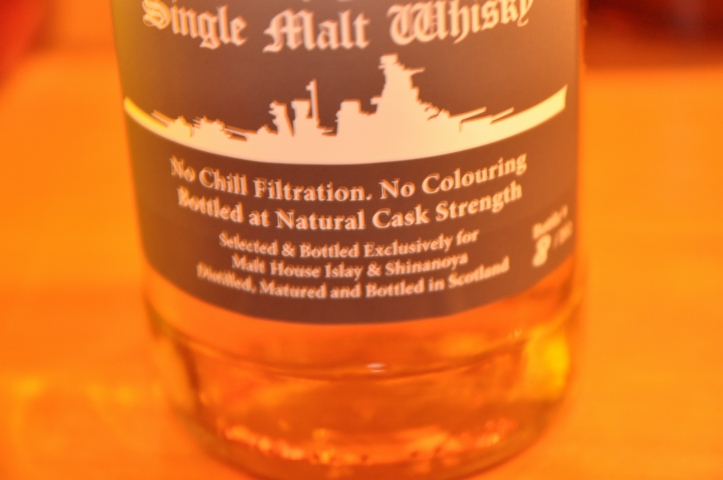 Single Malt Whisky
No Chill Filtration. No Colouring
Bottled at Natural Cask Strength
Selected & Bottled Exclusively for
Malt House Islay & Shinanoya
Distilled, Matured and Bottled in Scotland